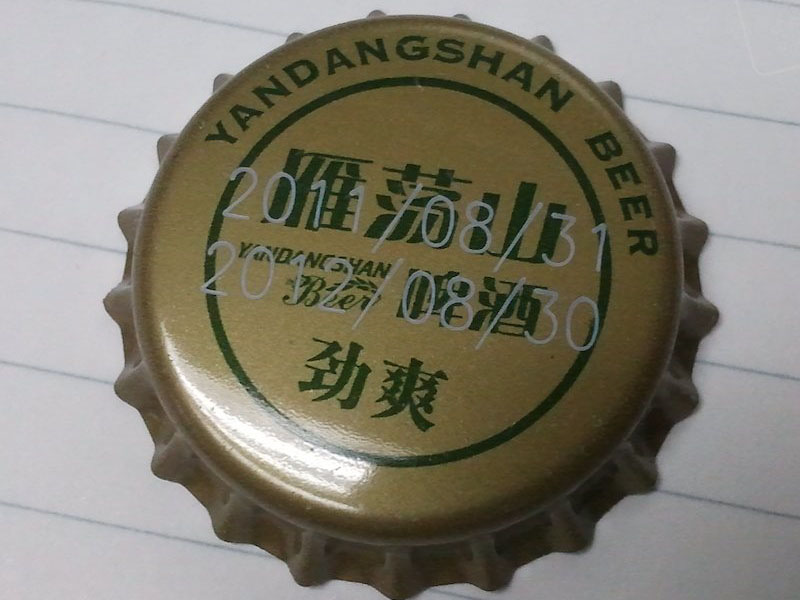 YANDANGSHAN BEER
雁荡山
2011/08/31
YANDANGSHAN
Beer 啤酒
2012/08/30
劲爽